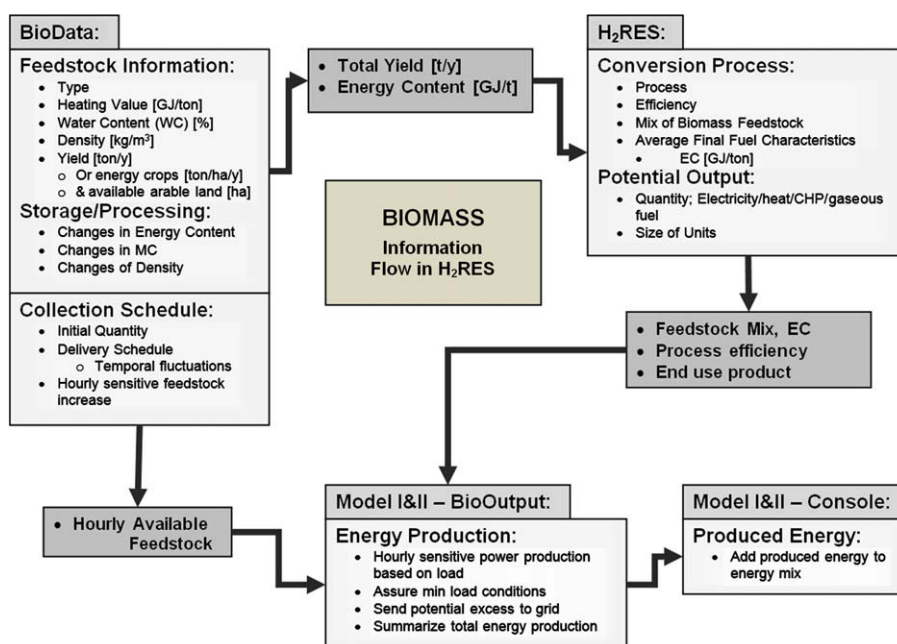 BioData:
Feedstock Information:
• Type
• Heating Value [GJ/ton]
• Water Content (WC) [%]
• Density [kg/m³]
• Yield [ton/y]
o Or energy crops [ton/ha/y]
o & available arable land [ha]
Storage/Processing:
• Changes in Energy Content
• Changes in MC
• Changes of Density
Collection Schedule:
• Initial Quantity
• Delivery Schedule
o Temporal fluctuations
• Hourly sensitive feedstock
increase
• Total Yield [t/y]
• Energy Content [GJ/t]
H₂RES:
Conversion Process:
• Process
• Efficiency
• Mix of Biomass Feedstock
• Average Final Fuel Characteristics
• EC [GJ/ton]
Potential Output:
• Quantity; Electricity/heat/CHP/gaseous
fuel
• Size of Units
BIOMASS
Information
Flow in H₂RES
• Feedstock Mix, EC
• Process efficiency
• End use product
• Hourly Available
Feedstock
Model I&II – BioOutput:
Energy Production:
• Hourly sensitive power production
based on load
• Assure min load conditions
• Send potential excess to grid
• Summarize total energy production
Model I&II – Console:
Produced Energy:
• Add produced energy to
energy mix